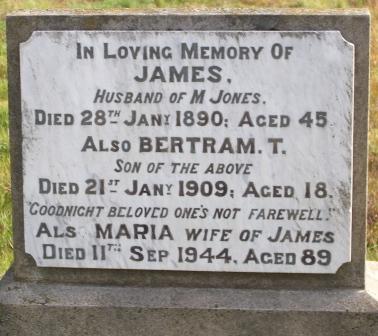 IN LOVING MEMORY OF
JAMES,
HUSBAND OF M JONES.
DIED 28TH JANY 1890; AGED 45
ALSO BERTRAM. T.
SON OF THE ABOVE
DIED 21ST JANY 1909; AGED 18.
"GOODNIGHT BELOVED ONE'S NOT FAREWELL."
ALS MARIA WIFE OF JAMES
DIED 11TH SEP 1944. AGED 89